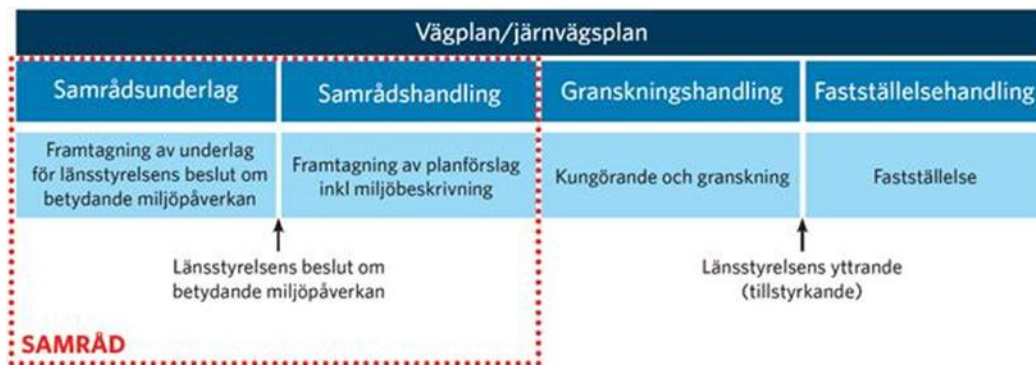 Vägplan/järnvägsplan
Samrådsunderlag
Samrådshandling
Granskningshandling
Fastställelsehandling
Framtagning av underlag
för länsstyrelsens beslut om
betydande miljöpåverkan
Framtagning av planförslag
inkl miljöbeskrivning
Kungörande och granskning
Fastställelse
Länsstyrelsens beslut om
betydande miljöpåverkan
Länsstyrelsens yttrande
(tillstyrkande)
SAMRÅD